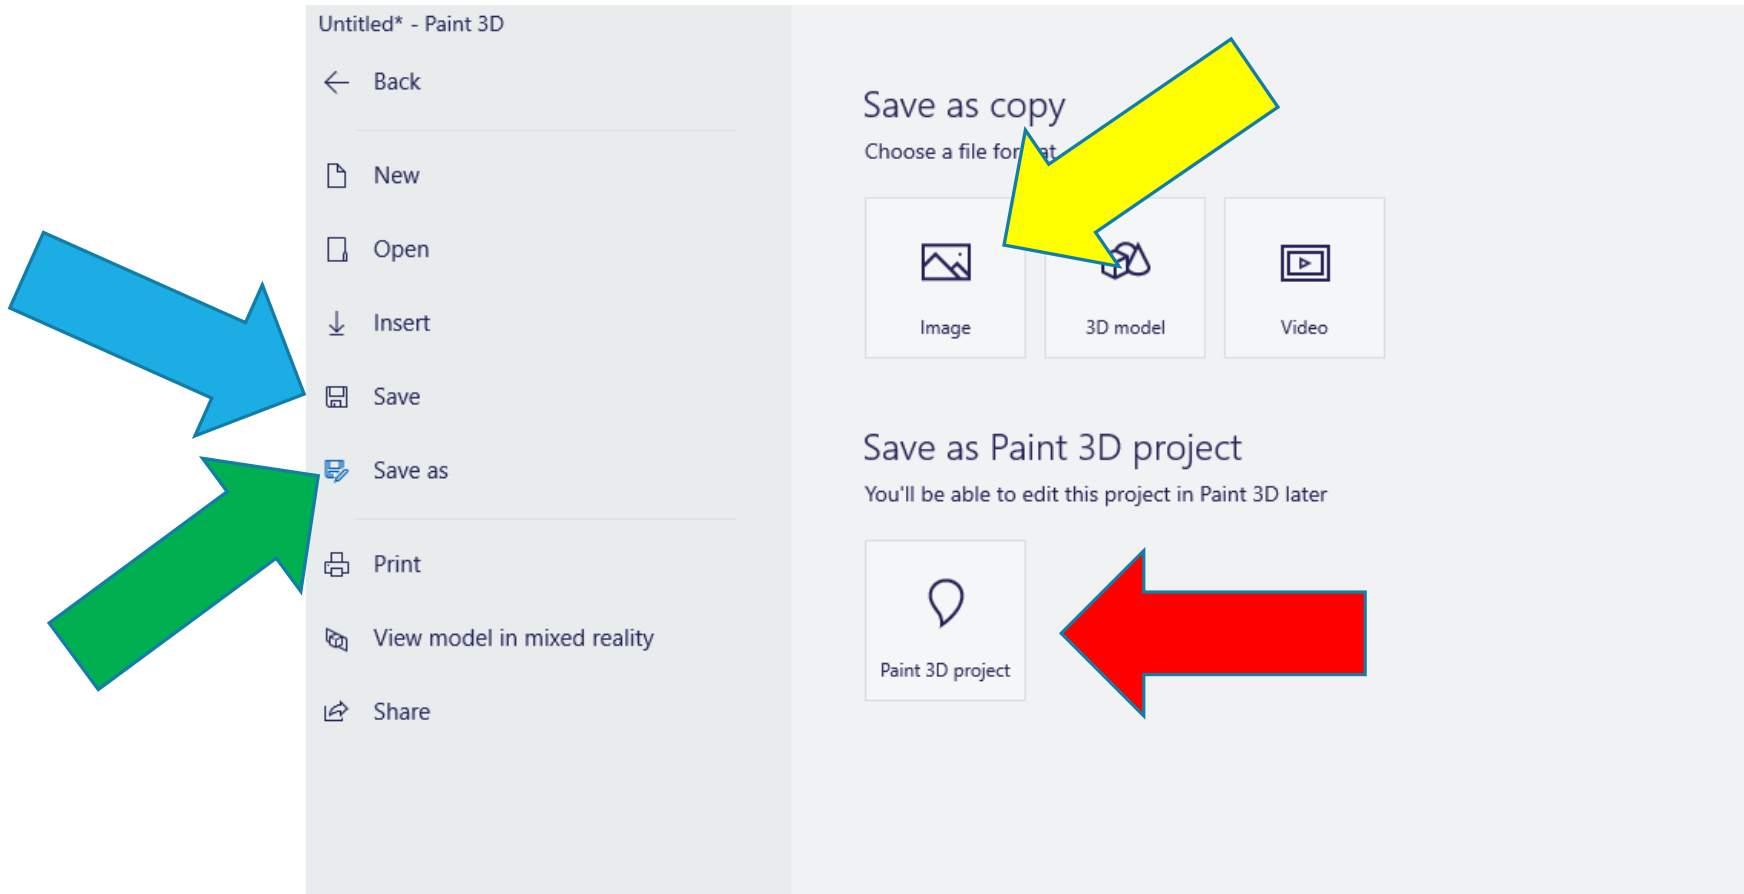 Untitled* - Paint 3D
Back
New
Open
Insert
Save
Save as
Print
View model in mixed reality
Share
Save as copy
Choose a file
Image
3D model
Video
Save as Paint 3D project
You'll be able to edit this project in Paint 3D later
Paint 3D project